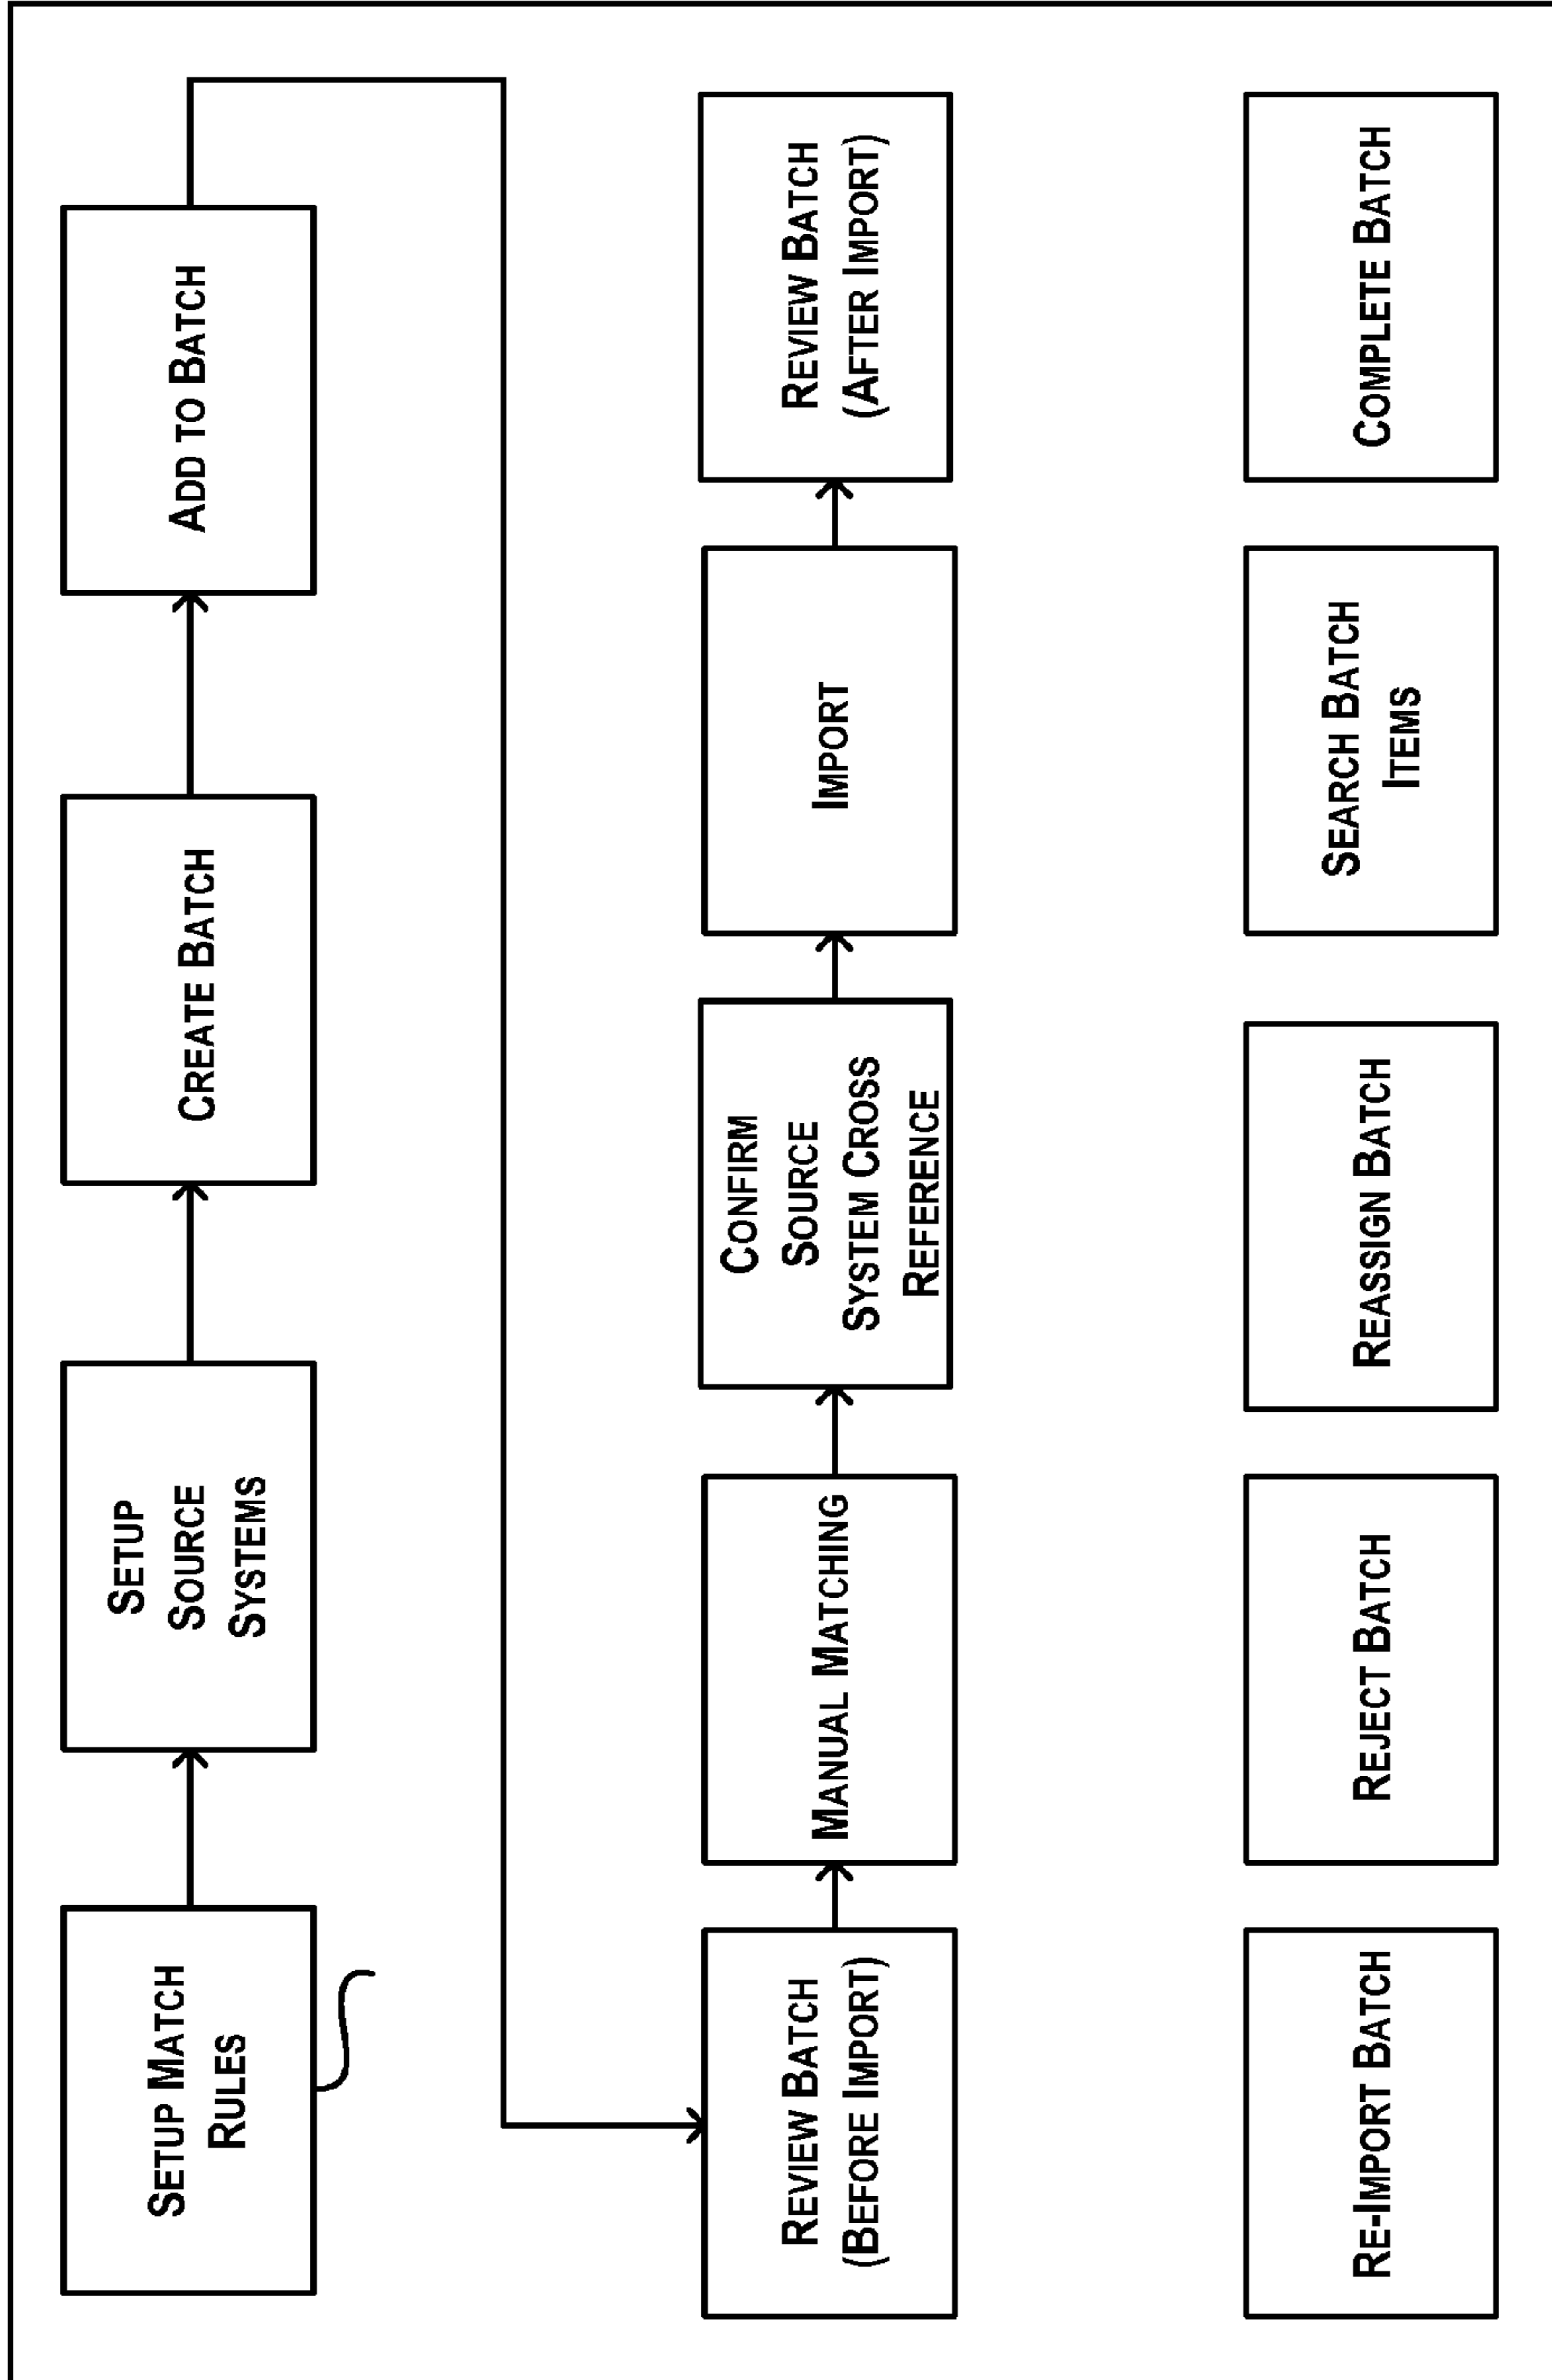 SETUP MATCH
RULES
SETUP
SOURCE
SYSTEMS
CREATE BATCH
ADD TO BATCH
REVIEW BATCH
(BEFORE IMPORT)
MANUAL MATCHING
CONFIRM
SOURCE
SYSTEM CROSS
REFERENCE
IMPORT
REVIEW BATCH
(AFTER IMPORT)
RE-IMPORT BATCH
REJECT BATCH
REASSIGN BATCH
SEARCH BATCH
ITEMS
COMPLETE BATCH